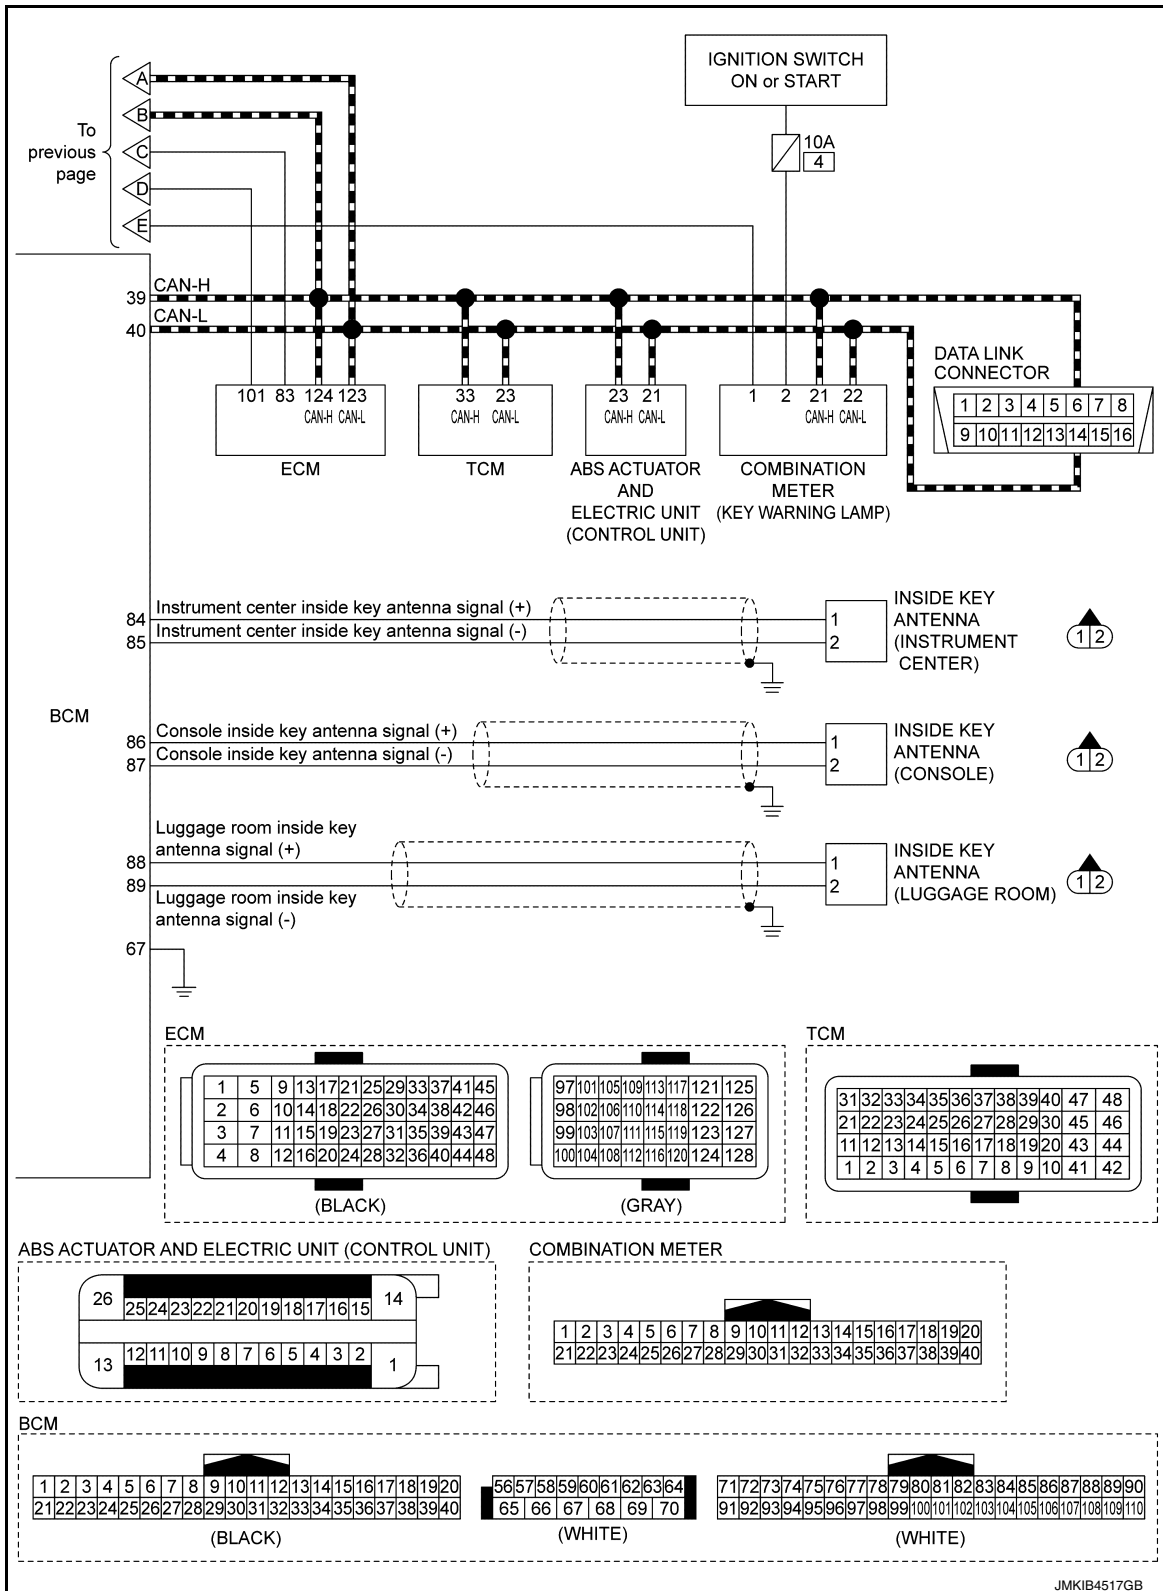 To
previous
page
A
B
C
D
E
IGNITION SWITCH
ON or START
10A
4
39
CAN-H
40
CAN-L
101 83 124 123
CAN-H CAN-L
ECM
33 23
CAN-H CAN-L
TCM
23 21
CAN-H CAN-L
ABS ACTUATOR
AND
ELECTRIC UNIT
(CONTROL UNIT)
1 2 21 22
CAN-H CAN-L
COMBINATION
METER
(KEY WARNING LAMP)
DATA LINK
CONNECTOR
1 2 3 4 5 6 7 8
9 10 11 12 13 14 15 16
BCM
84 Instrument center inside key antenna signal (+) 1
85 Instrument center inside key antenna signal (-) 2
INSIDE KEY
ANTENNA
(INSTRUMENT
CENTER)
1 2
86 Console inside key antenna signal (+) 1
87 Console inside key antenna signal (-) 2
INSIDE KEY
ANTENNA
(CONSOLE)
1 2
Luggage room inside key
antenna signal (+)
88 1
89 2
Luggage room inside key
antenna signal (-)
INSIDE KEY
ANTENNA
(LUGGAGE ROOM)
1 2
67
ECM
1 5 9 13 17 21 25 29 33 37 41 45
2 6 10 14 18 22 26 30 34 38 42 46
3 7 11 15 19 23 27 31 35 39 43 47
4 8 12 16 20 24 28 32 36 40 44 48
(BLACK)
97 101 105 109 113 117 121 125
98 102 106 110 114 118 122 126
99 103 107 111 115 119 123 127
100 104 108 112 116 120 124 128
(GRAY)
TCM
31 32 33 34 35 36 37 38 39 40 47 48
21 22 23 24 25 26 27 28 29 30 45 46
11 12 13 14 15 16 17 18 19 20 43 44
1 2 3 4 5 6 7 8 9 10 41 42
ABS ACTUATOR AND ELECTRIC UNIT (CONTROL UNIT)
26 25 24 23 22 21 20 19 18 17 16 15 14
13 12 11 10 9 8 7 6 5 4 3 2 1
COMBINATION METER
1 2 3 4 5 6 7 8 9 10 11 12 13 14 15 16 17 18 19 20
21 22 23 24 25 26 27 28 29 30 31 32 33 34 35 36 37 38 39 40
BCM
1 2 3 4 5 6 7 8 9 10 11 12 13 14 15 16 17 18 19 20
21 22 23 24 25 26 27 28 29 30 31 32 33 34 35 36 37 38 39 40
(BLACK)
56 57 58 59 60 61 62 63 64
65 66 67 68 69 70
(WHITE)
71 72 73 74 75 76 77 78 79 80 81 82 83 84 85 86 87 88 89 90
91 92 93 94 95 96 97 98 99 100 101 102 103 104 105 106 107 108 109 110
(WHITE)
JMKIB4517GB